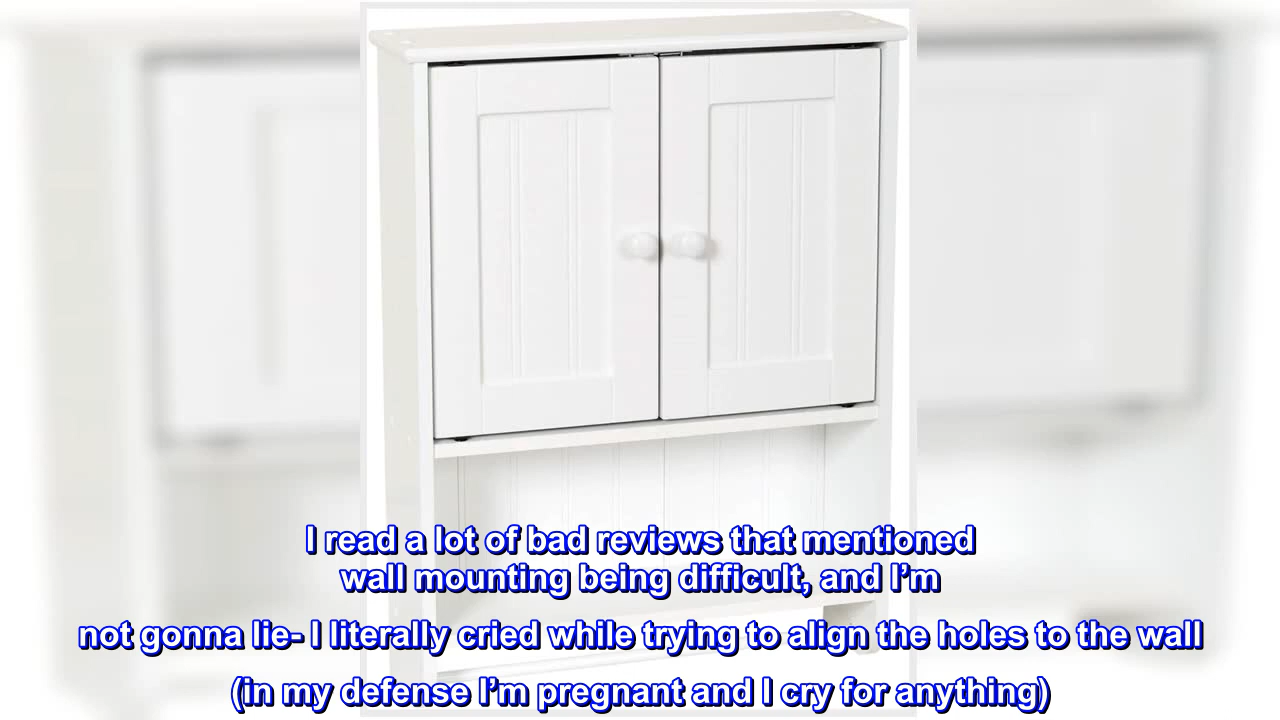 I read a lot of bad reviews that mentioned
wall mounting being difficult, and I’m
not gonna lie- I literally cried while trying to align the holes to the wall
(in my defense I’m pregnant and I cry for anything)